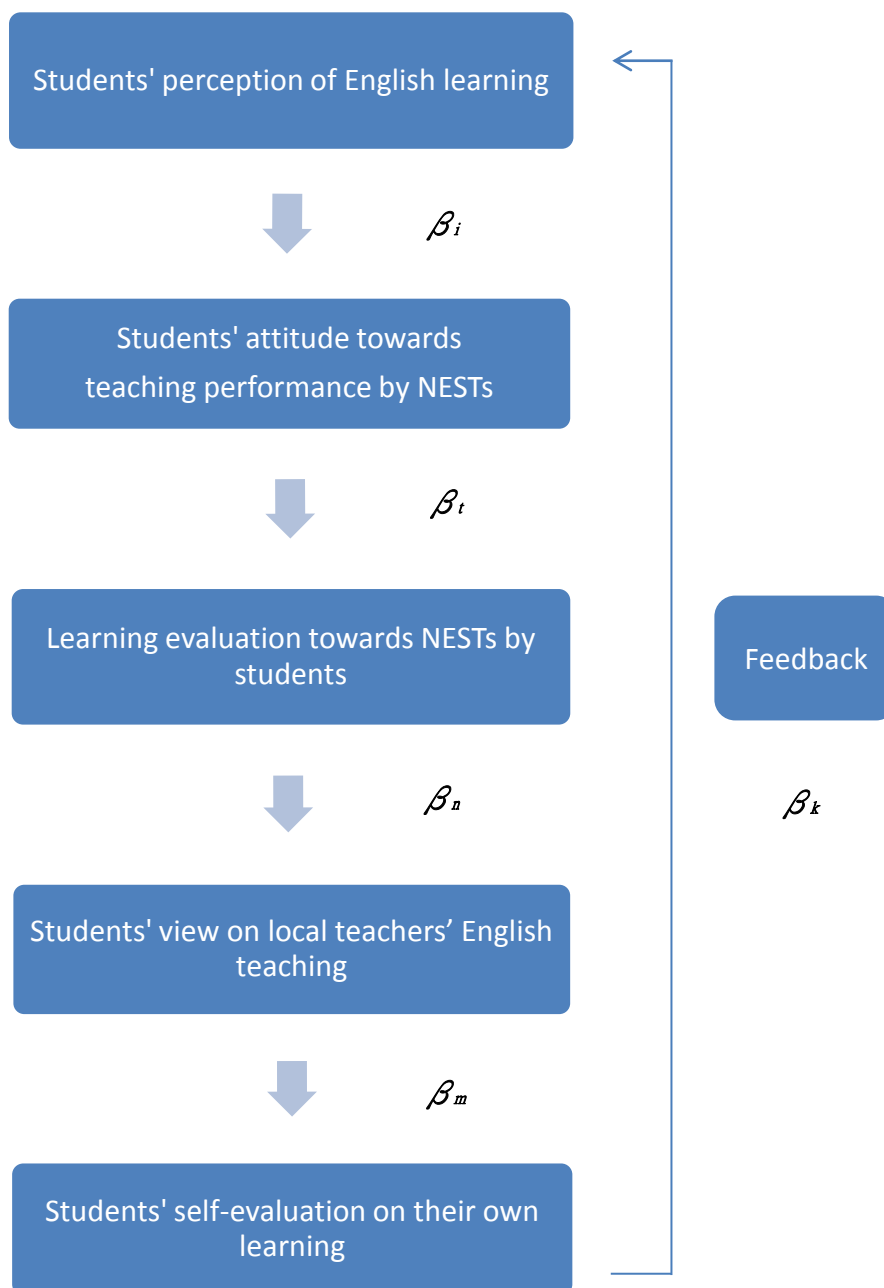 Students' perception of English learning
βi
Students' attitude towards
teaching performance by NESTs
βt
Learning evaluation towards NESTs by
students
Feedback
βn
βk
Students' view on local teachers’ English
teaching
βm
Students' self-evaluation on their own
learning